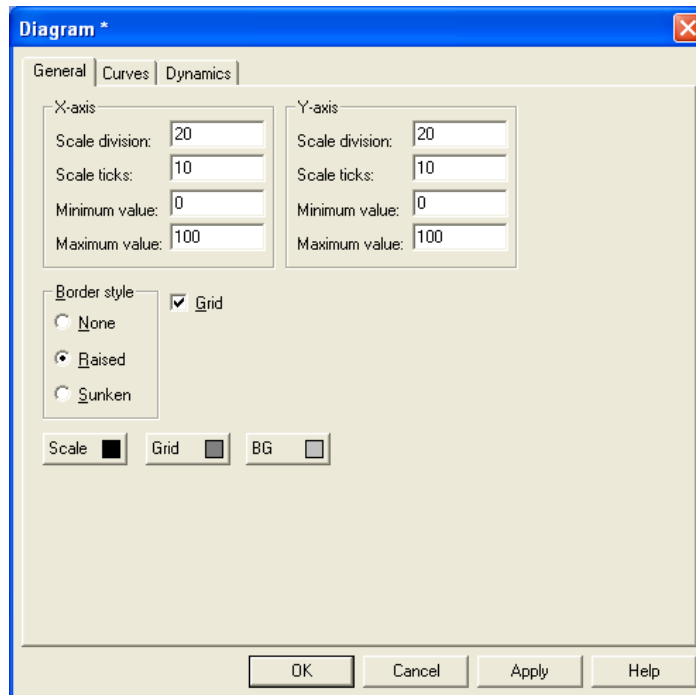 Diagram *
General Curves Dynamics
X-axis
Scale division: 20
Scale ticks: 10
Minimum value: 0
Maximum value: 100
Y-axis
Scale division: 20
Scale ticks: 10
Minimum value: 0
Maximum value: 100
Border style
None
Raised
Sunken
Grid
Scale Grid BG
OK Cancel Apply Help